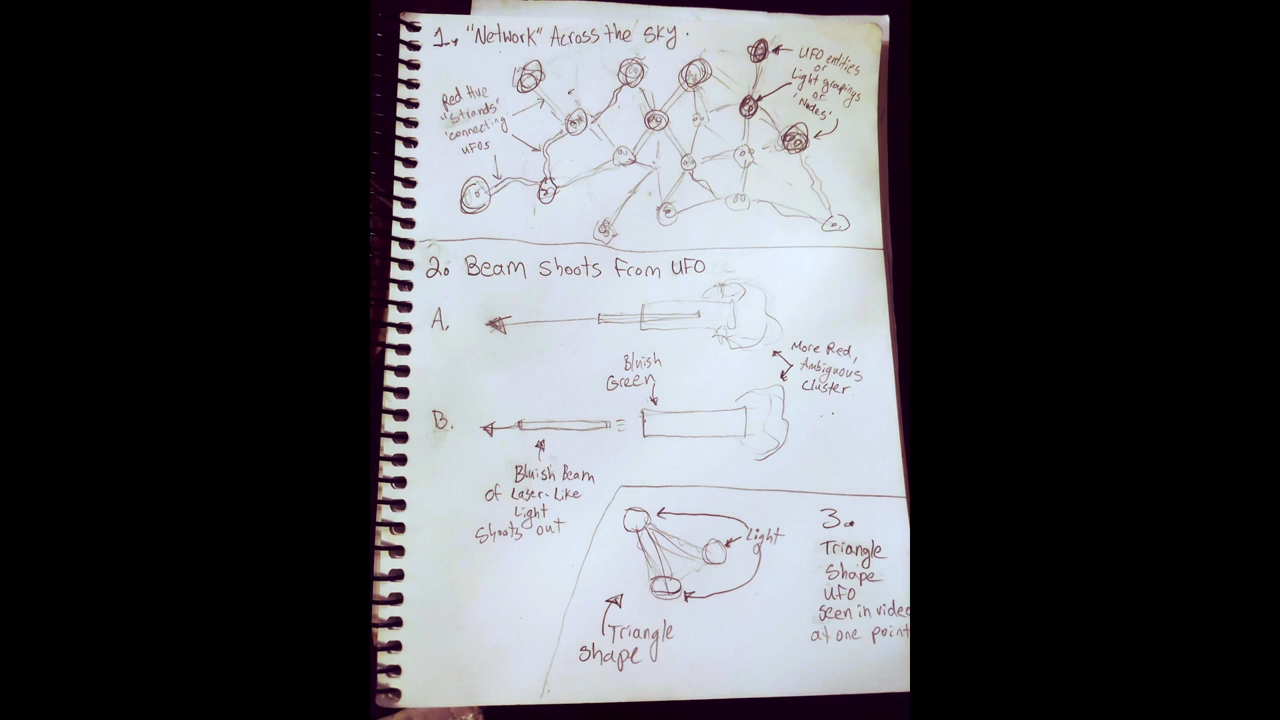 1. "Network" Across the Sky.
Red Hue
"Strands"
'connecting
UFOs
UFO entities
or
Light groupings
or
'Nodes'
2. Beam Shoots From UFO
A.
More Red,
Ambiguous
Cluster
Bluish
Green
B.
Bluish Beam
of Laser-Like
Light
Shoots out
Light
Triangle
Shape
3.
Triangle
Shape
UFO
seen in video
at one point